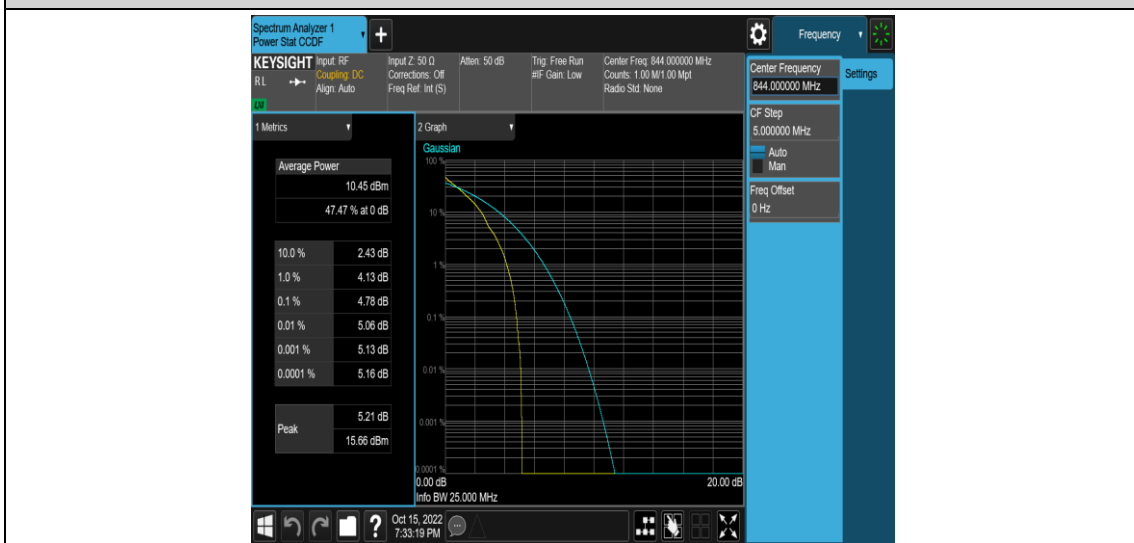 Spectrum Analyzer 1
Power Stat CCDF
+
Frequency
KEYSIGHT
RL
LXI
Input: RF
Coupling: DC
Align: Auto
Input Z: 50 Ω
Corrections: Off
Freq Ref: Int (S)
Atten: 50 dB
Trig: Free Run
#IF Gain: Low
Center Freq: 844.000000 MHz
Counts: 1.00 M/1.00 Mpt
Radio Std: None
Center Frequency
844.000000 MHz
Settings
CF Step
5.000000 MHz
Auto
Man
Freq Offset
0 Hz
1 Metrics
Average Power
10.45 dBm
47.47 % at 0 dB
10.0 % 2.43 dB
1.0 % 4.13 dB
0.1 % 4.78 dB
0.01 % 5.06 dB
0.001 % 5.13 dB
0.0001 % 5.16 dB
Peak
5.21 dB
15.66 dBm
2 Graph
Gaussian
100 %
10 %
1 %
0.1 %
0.01 %
0.001 %
0.0001 %
0.00 dB 20.00 dB
Info BW 25.000 MHz
?
Oct 15, 2022
7:33:19 PM